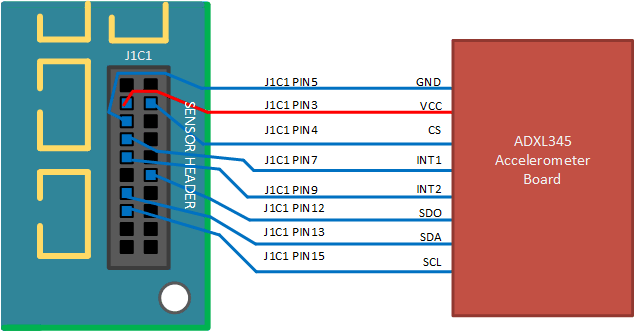 J1C1
SENSOR HEADER
J1C1 PIN5 GND
J1C1 PIN3 VCC
J1C1 PIN4 CS
J1C1 PIN7 INT1
J1C1 PIN9 INT2
J1C1 PIN12 SDO
J1C1 PIN13 SDA
J1C1 PIN15 SCL
ADXL345
Accelerometer
Board